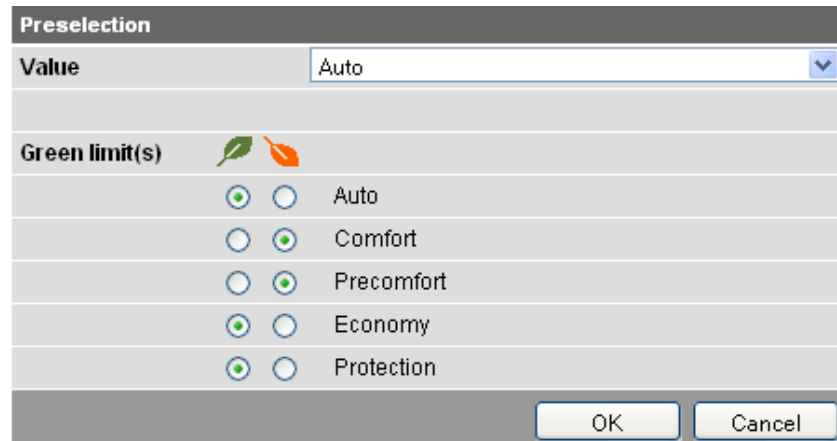 Preselection
Value Auto
Green limit(s)
Auto
Comfort
Precomfort
Economy
Protection
OK Cancel